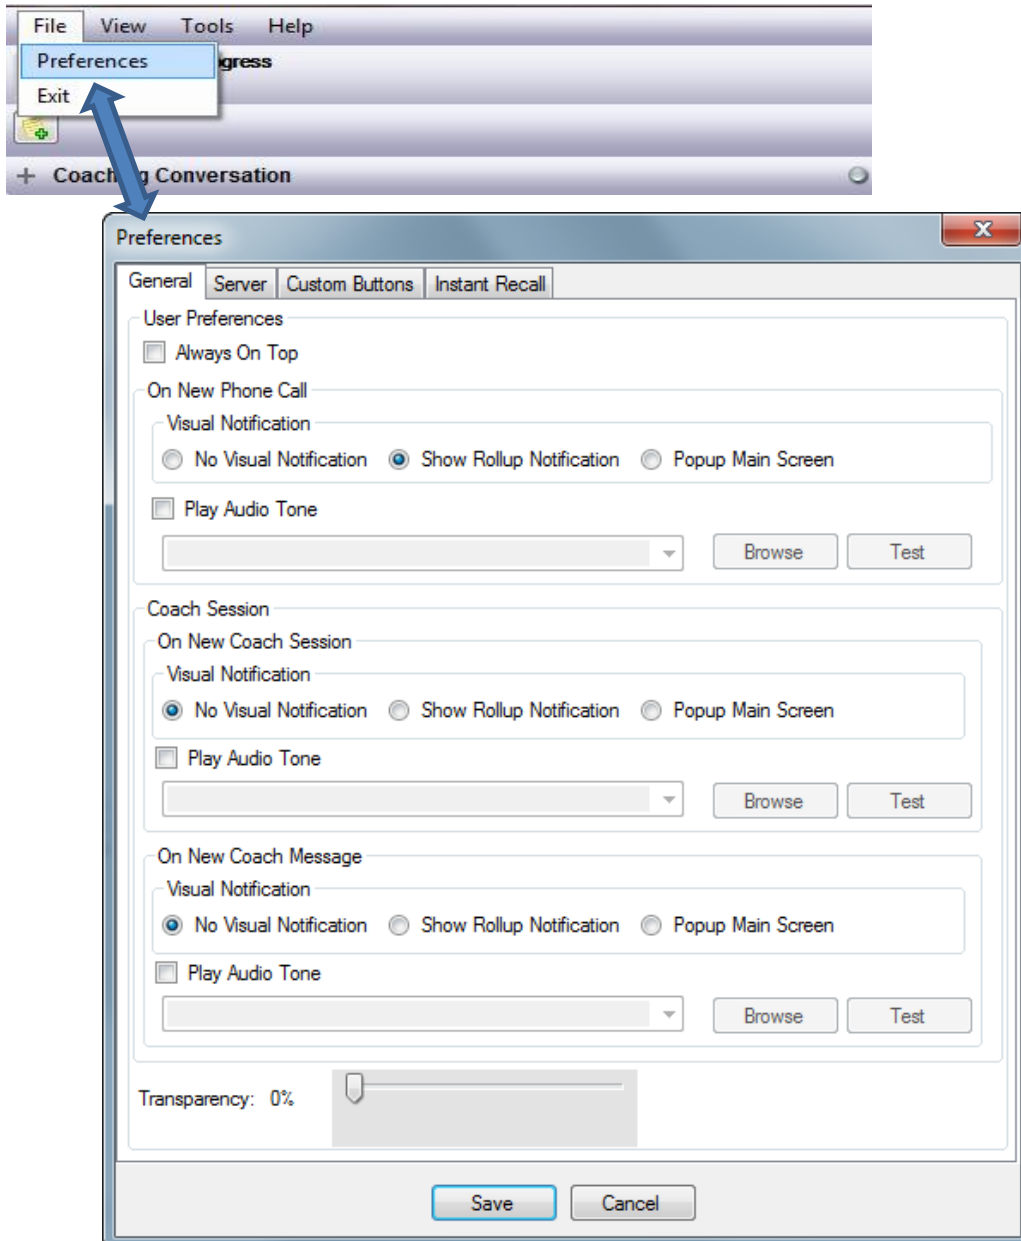 File View Tools Help
Preferences
Exit
Coaching Conversation
Preferences
General Server Custom Buttons Instant Recall
User Preferences
Always On Top
On New Phone Call
Visual Notification
No Visual Notification Show Rollup Notification Popup Main Screen
Play Audio Tone
Browse Test
Coach Session
On New Coach Session
Visual Notification
No Visual Notification Show Rollup Notification Popup Main Screen
Play Audio Tone
Browse Test
On New Coach Message
Visual Notification
No Visual Notification Show Rollup Notification Popup Main Screen
Play Audio Tone
Browse Test
Transparency: 0%
Save Cancel